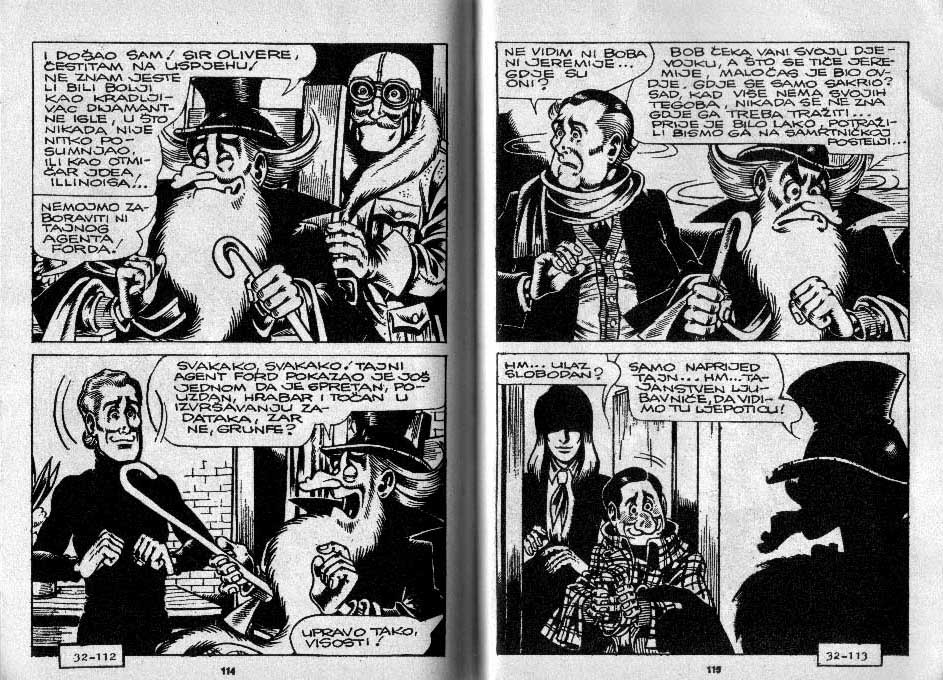 I DOŠAO SAM! SIR OLIVERE,
ČESTITAM NA USPJEHU!
NE ZNAM JESTE
LI BILI BOLJI
KAO KRADLJI-
VAC DIJAMANT-
NE IGLE, U ŠTO
NIKADA NIJE
NITKO PO-
SUMNJAO,
ILI KAO OTMI-
ČAR JDEA
ILLINOISA...
NEMOJMO ZA-
BORAVITI NI
TAJNOG
AGENTA
FORDA!
SVAKAKO, SVAKAKO! TAJNI
AGENT FORD POKAZAO JE JOŠ
JEDNOM DA JE SPRETAN, PO-
UZDAN, HRABAR I TOČAN U
IZVRŠAVANJU ZA-
DATAKA, ZAR
NE, GRUNFE?
UPRAVO TAKO,
VISOSTI!
32-112
114
NE VIDIM NI BOBA
NI JEREMIJE...
GDJE SU
ONI?
BOB ČEKA VANI SVOJU DJE-
VOJKU, A ŠTO SE TIČE JERE-
MIJE, MALOČAS JE BIO OV-
DJE. GDJE SE SAMO SAKRIO?
SAD, KAD VIŠE NEMA SVOJIH
TEGOBA, NIKADA SE NE ZNA
GDJE GA TREBA TRAŽITI...
PRIJE JE BILO LAKO, POTRAŽI-
LI BISMO GA NA SAMRTNIČKOJ
POSTELJI...
HM... ULAZ
SLOBODAN?
SAMO NAPRIJED
TAJN... HM... TA-
JANSTVEN LJU-
BAVNIČE, DA VIDI-
MO TU LJEPOTICU!
115
32-113